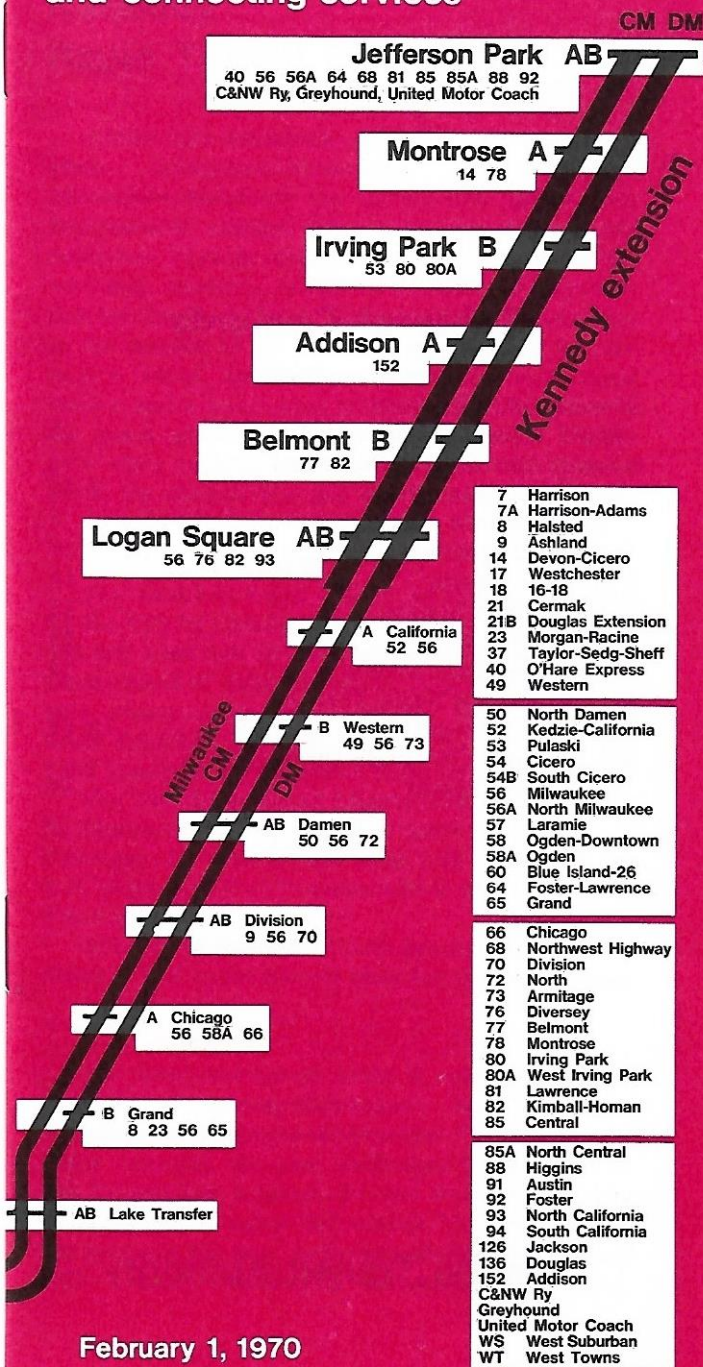 and connecting services
CM DM
Jefferson Park AB
40 56 56A 64 68 81 85 85A 88 92
C&NW Ry, Greyhound, United Motor Coach
Montrose A
14 78
Irving Park B
53 80 80A
Kennedy extension
Addison A
152
Belmont B
77 82
Logan Square AB
56 76 82 93
A California
52 56
Milwaukee
CM
DM
B Western
49 56 73
AB Damen
50 56 72
AB Division
9 56 70
A Chicago
56 58A 66
B Grand
8 23 56 65
AB Lake Transfer
February 1, 1970
7 Harrison
7A Harrison-Adams
8 Halsted
9 Ashland
14 Devon-Cicero
17 Westchester
18 16-18
21 Cermak
21B Douglas Extension
23 Morgan-Racine
37 Taylor-Sedg-Sheff
40 O'Hare Express
49 Western
50 North Damen
52 Kedzie-California
53 Pulaski
54 Cicero
54B South Cicero
56 Milwaukee
56A North Milwaukee
57 Laramie
58 Ogden-Downtown
58A Ogden
60 Blue Island-26
64 Foster-Lawrence
65 Grand
66 Chicago
68 Northwest Highway
70 Division
72 North
73 Armitage
76 Diversey
77 Belmont
78 Montrose
80 Irving Park
80A West Irving Park
81 Lawrence
82 Kimball-Homan
85 Central
85A North Central
88 Higgins
91 Austin
92 Foster
93 North California
94 South California
126 Jackson
136 Douglas
152 Addison
C&NW Ry
Greyhound
United Motor Coach
WS West Suburban
WT West Towns